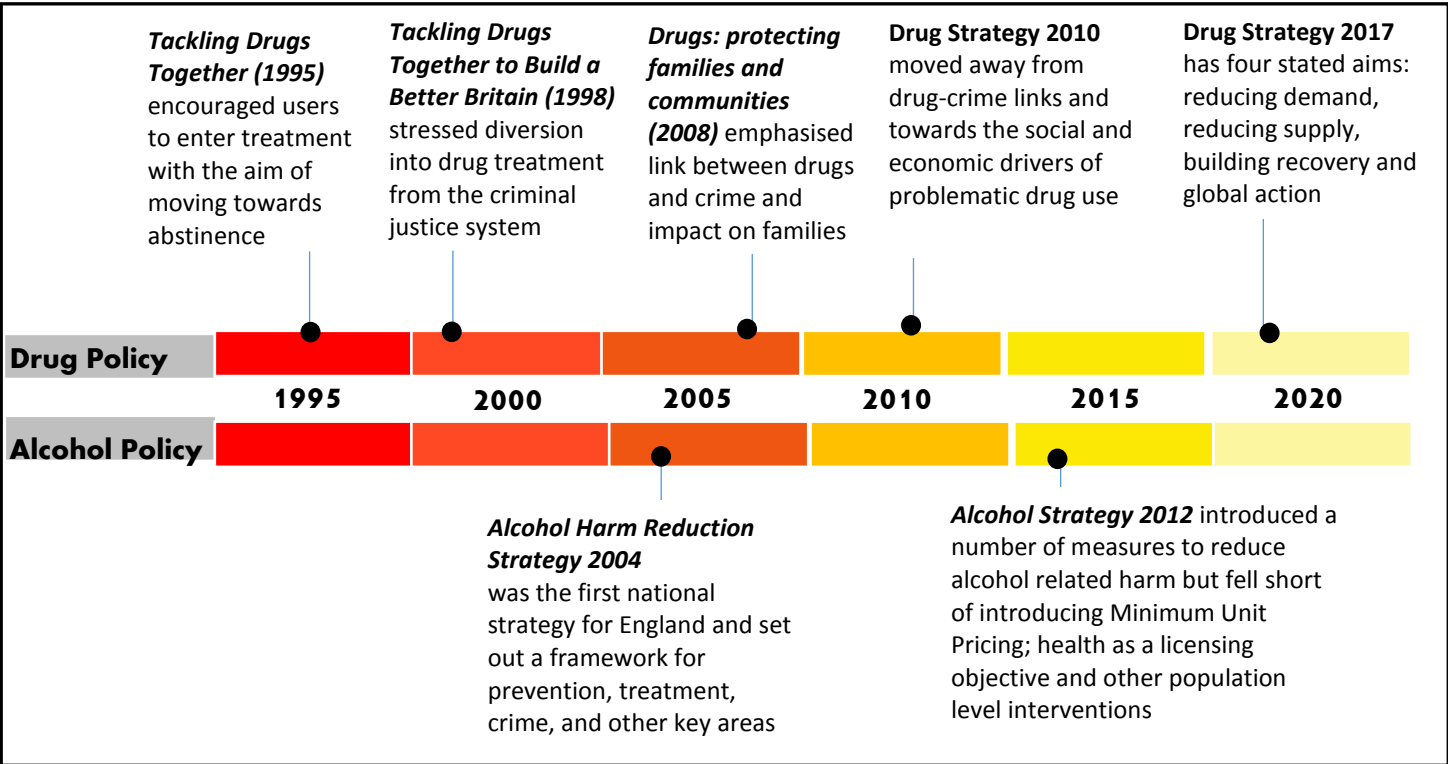 Tackling Drugs
Together (1995)
encouraged users
to enter treatment
with the aim of
moving towards
abstinence
Tackling Drugs
Together to Build a
Better Britain (1998)
stressed diversion
into drug treatment
from the criminal
justice system
Drugs: protecting
families and
communities
(2008) emphasised
link between drugs
and crime and
impact on families
Drug Strategy 2010
moved away from
drug-crime links and
towards the social and
economic drivers of
problematic drug use
Drug Strategy 2017
has four stated aims:
reducing demand,
reducing supply,
building recovery and
global action
Drug Policy
1995 2000 2005 2010 2015 2020
Alcohol Policy
Alcohol Harm Reduction
Strategy 2004
was the first national
strategy for England and set
out a framework for
prevention, treatment,
crime, and other key areas
Alcohol Strategy 2012 introduced a
number of measures to reduce
alcohol related harm but fell short
of introducing Minimum Unit
Pricing; health as a licensing
objective and other population
level interventions